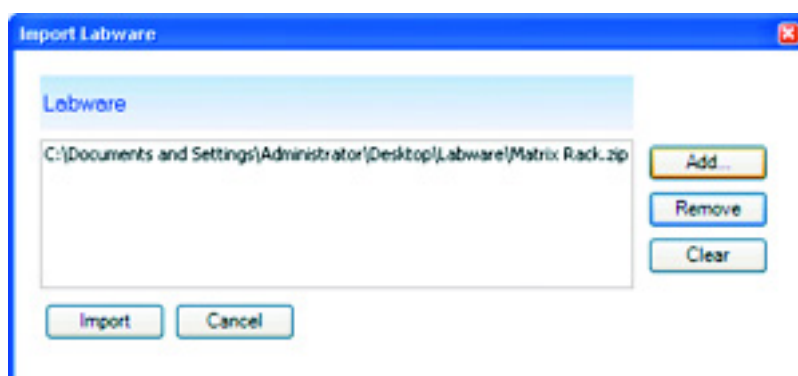 Import Labware
Labware
C:\Documents and Settings\Administrator\Desktop\Labware\Matrix Rack.zip
Add...
Remove
Clear
Import
Cancel